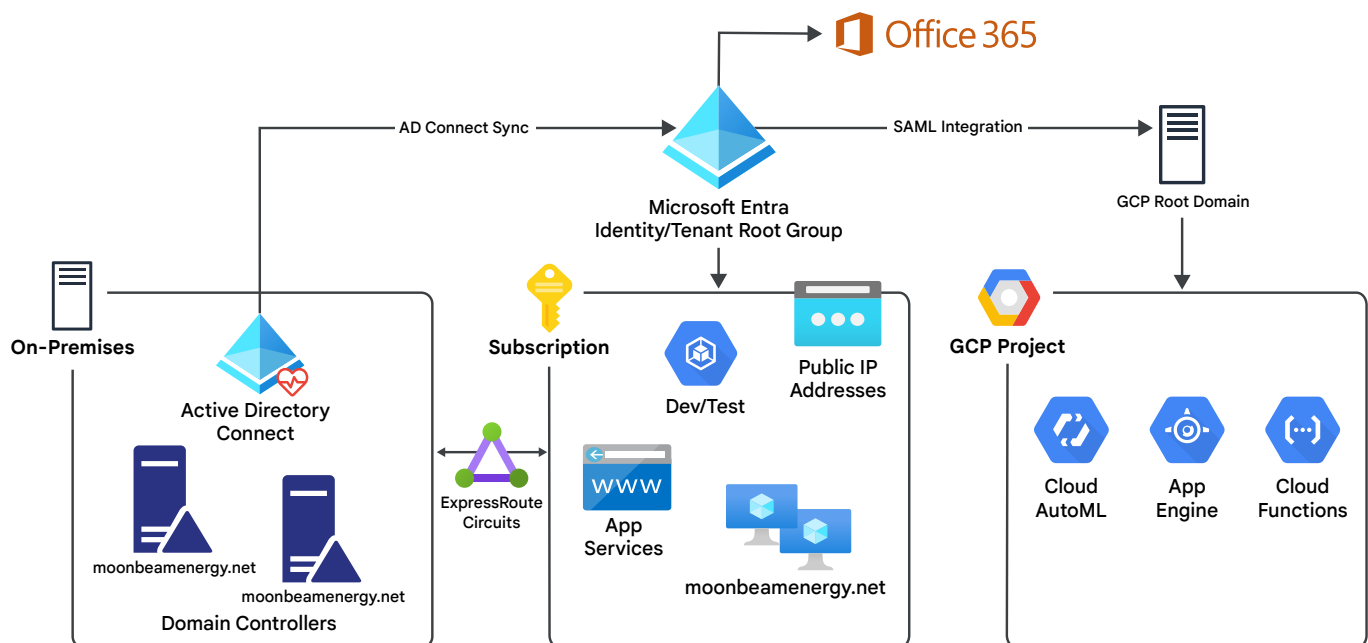 Office 365
AD Connect Sync
SAML Integration
Microsoft Entra
Identity/Tenant Root Group
GCP Root Domain
On-Premises
Active Directory
Connect
moonbeamenergy.net
moonbeamenergy.net
Domain Controllers
ExpressRoute
Circuits
Subscription
Dev/Test
Public IP
Addresses
www
App
Services
moonbeamenergy.net
GCP Project
Cloud
AutoML
App
Engine
Cloud
Functions